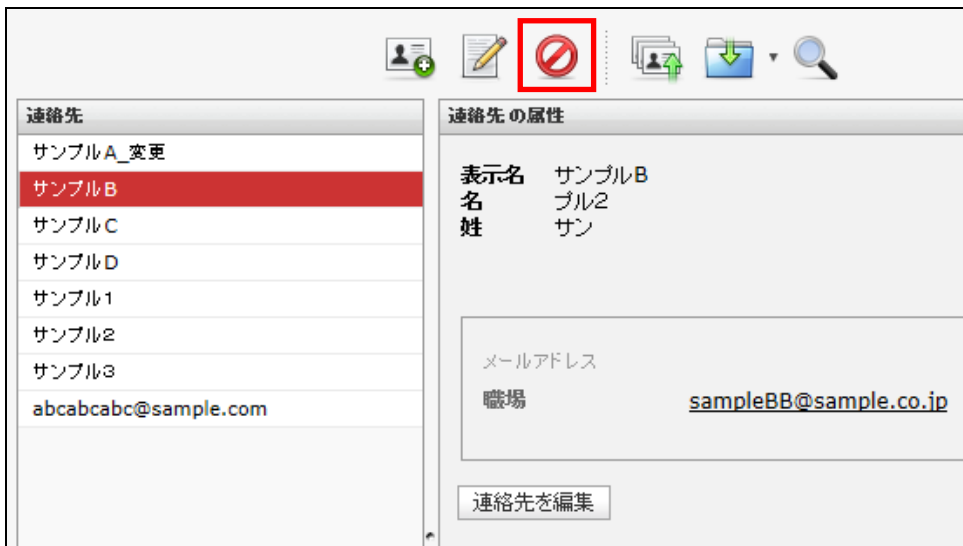 連絡先
サンプルA_変更
サンプルB
サンプルC
サンプルD
サンプル1
サンプル2
サンプル3
abcabcabc@sample.com
連絡先の属性
表示名 サンプルB
名 プル2
姓 サン
メールアドレス
職場 sampleBB@sample.co.jp
連絡先を編集